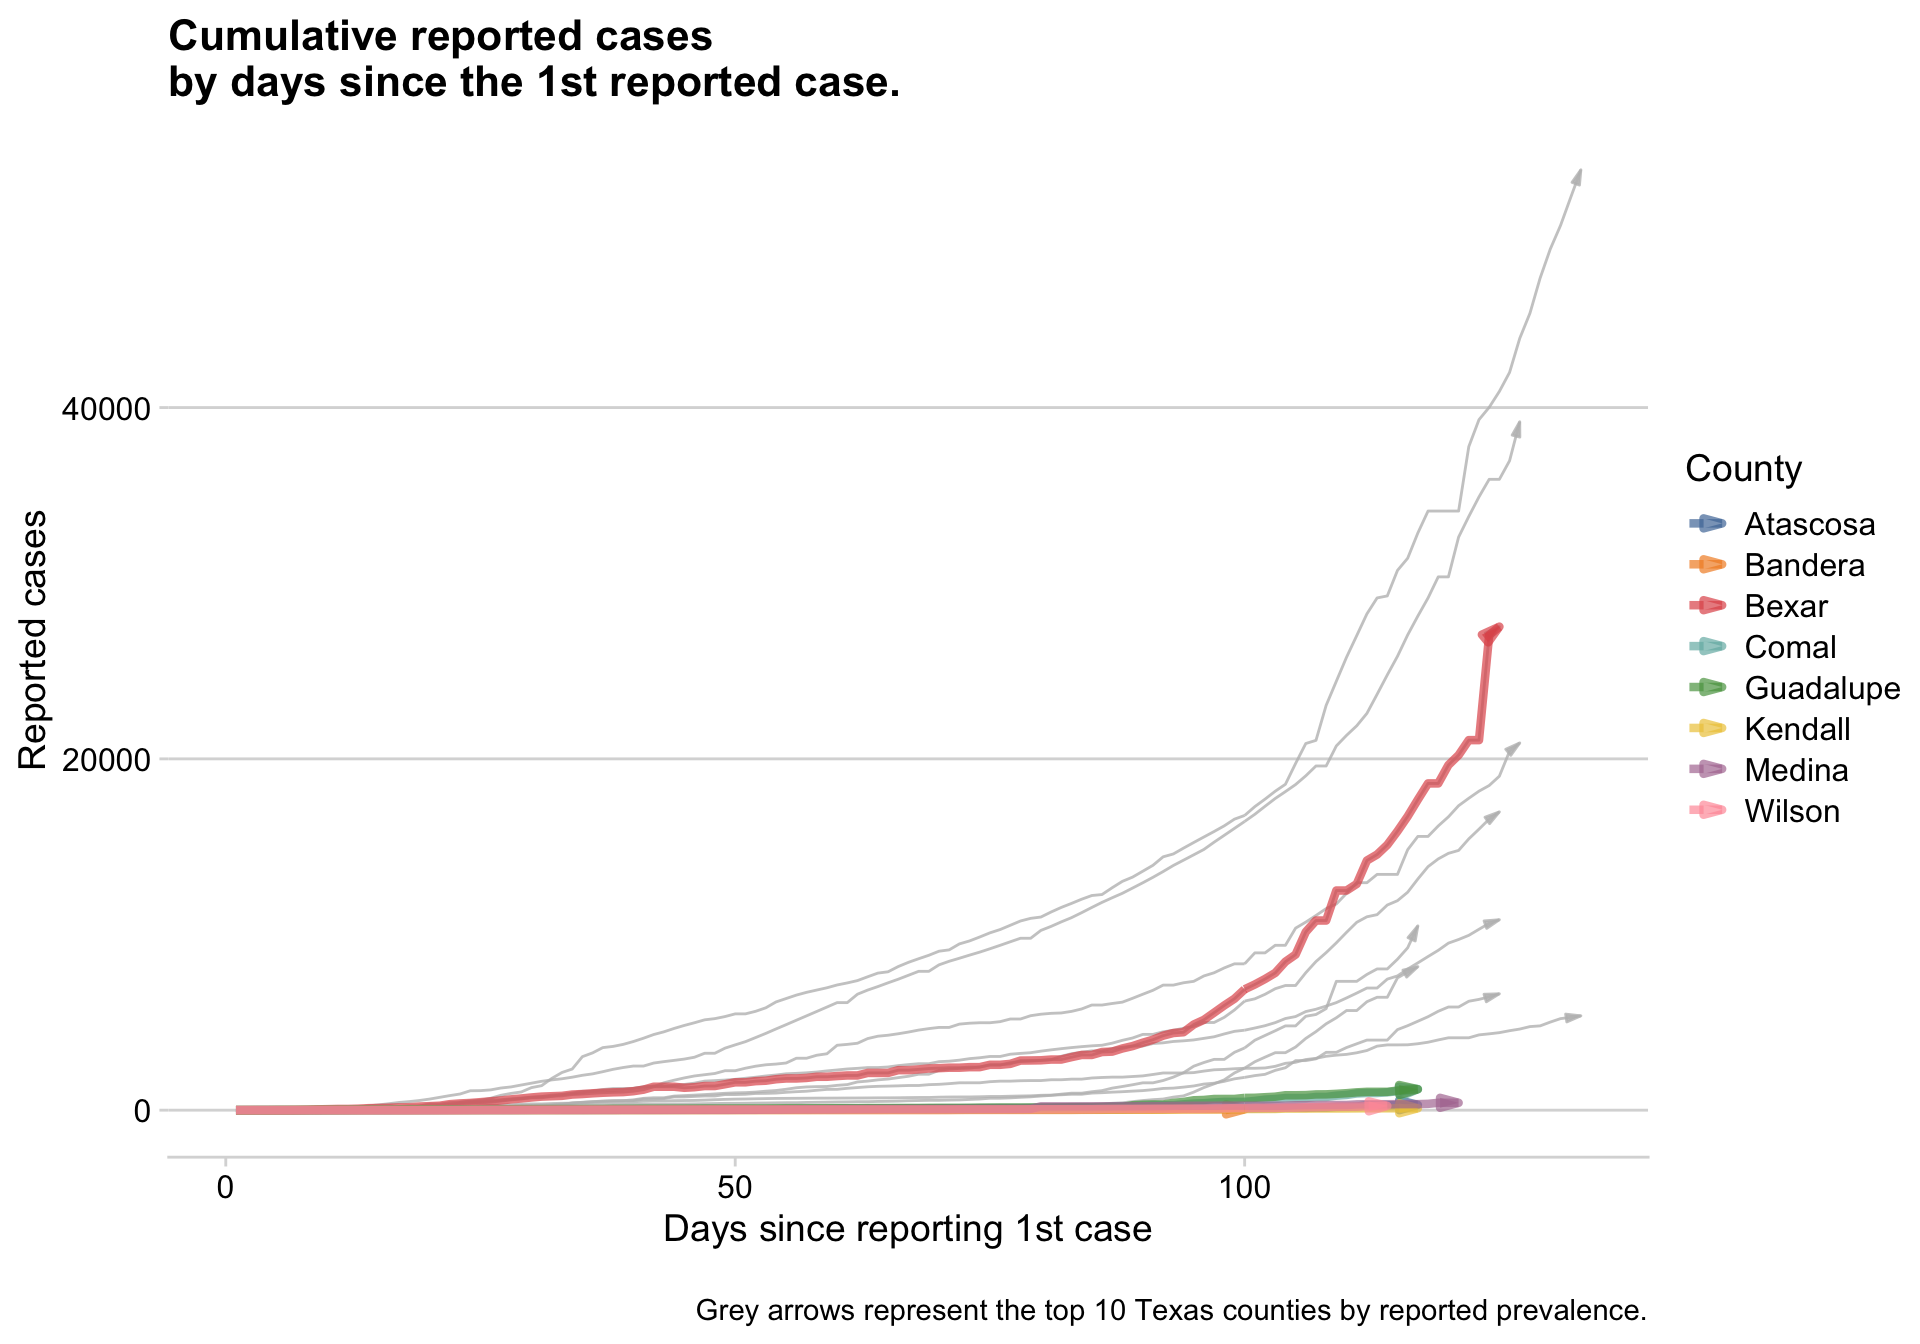 Cumulative reported cases
by days since the 1st reported case.
Reported cases
40000
20000
0
0
50
100
Days since reporting 1st case
County
Atascosa
Bandera
Bexar
Comal
Guadalupe
Kendall
Medina
Wilson
Grey arrows represent the top 10 Texas counties by reported prevalence.